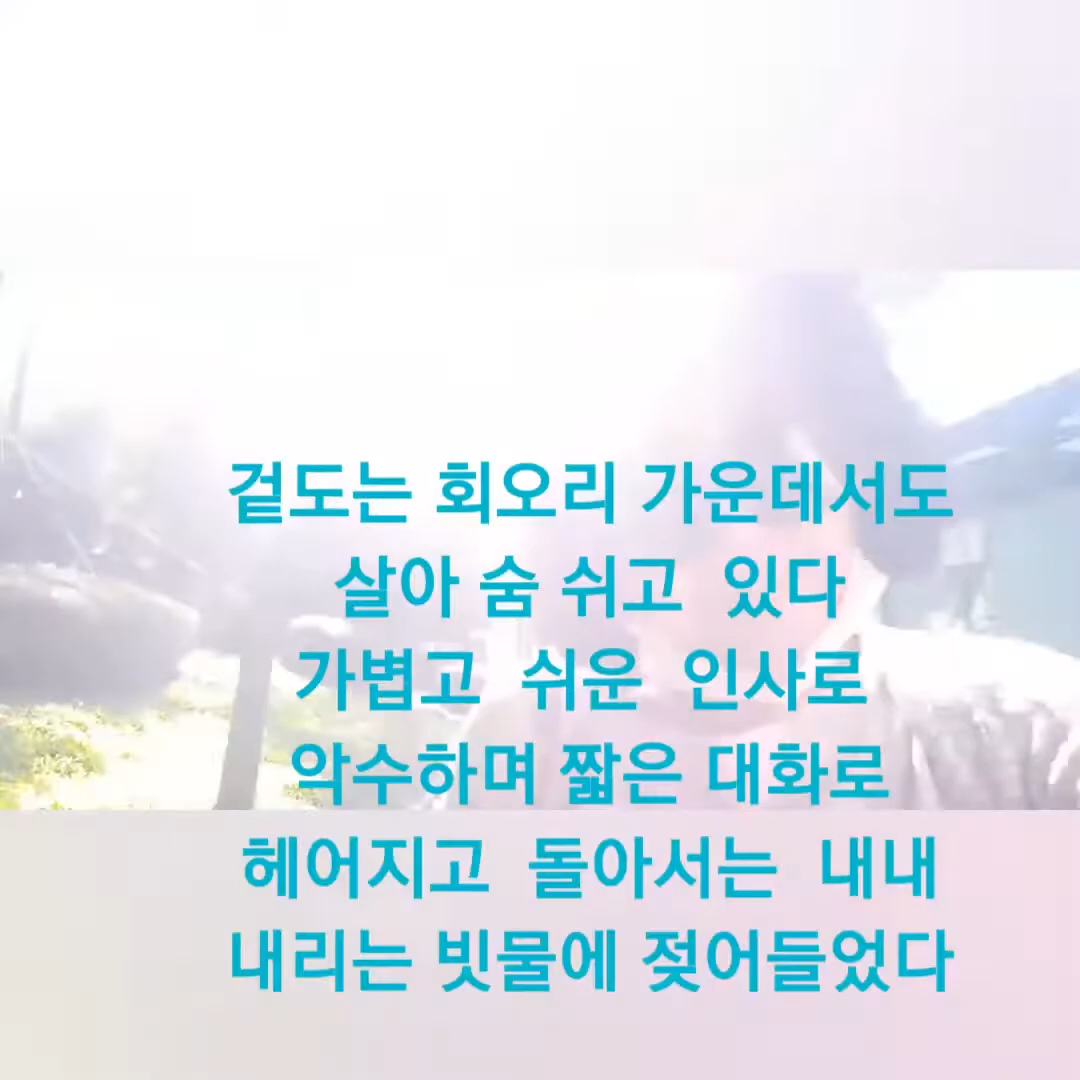 겉도는 회오리 가운데서도
살아 숨 쉬고 있다
가볍고 쉬운 인사로
악수하며 짧은 대화로
헤어지고 돌아서는 내내
내리는 빗물에 젖어들었다